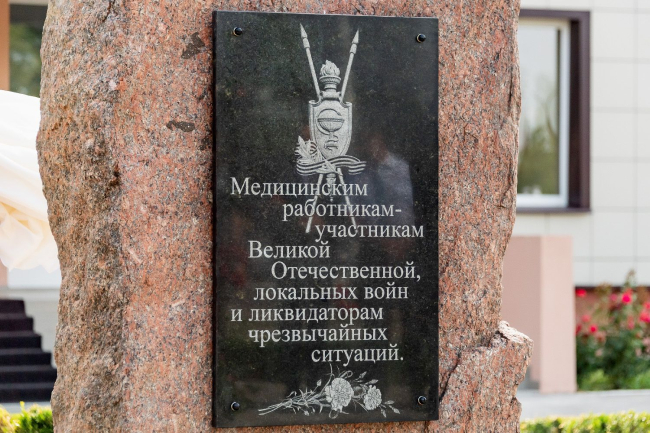 Медицинским
работникам-
участникам
Великой
Отечественной,
локальных войн
и ликвидаторам
чрезвычайных
ситуаций.